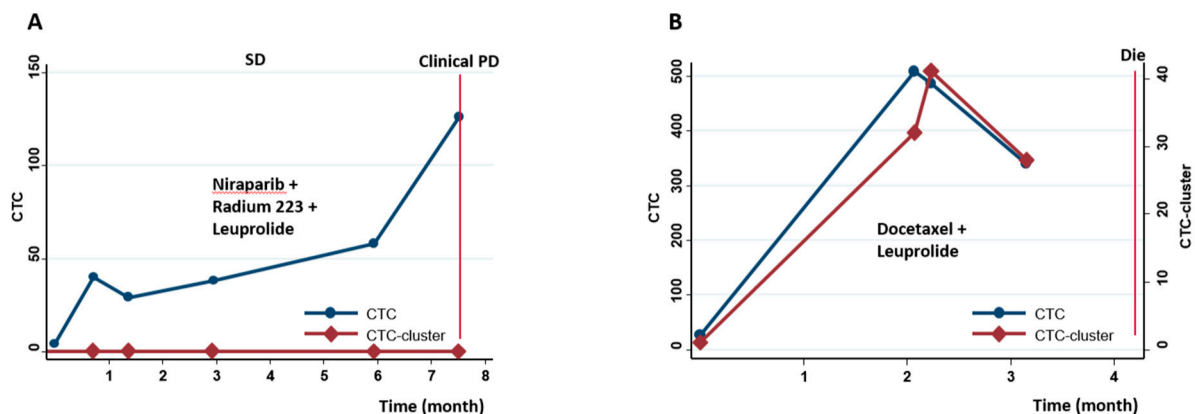 A
B
SD
Clinical PD
Die
150
100
50
0
CTC
Niraparib +
Radium 223 +
Leuprolide
CTC
CTC-cluster
1 2 3 4 5 6 7 8
Time (month)
500
400
300
200
100
0
CTC
Docetaxel +
Leuprolide
CTC
CTC-cluster
40
30
20
10
0
CTC-cluster
1 2 3 4
Time (month)